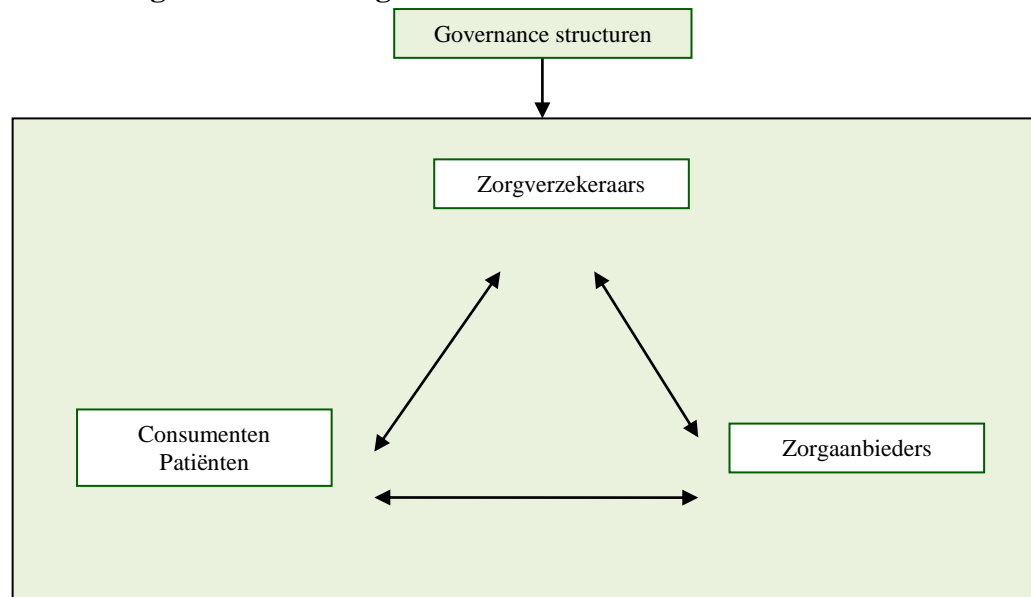 Governance structuren
Zorgverzekeraars
Consumenten
Patiënten
Zorgaanbieders